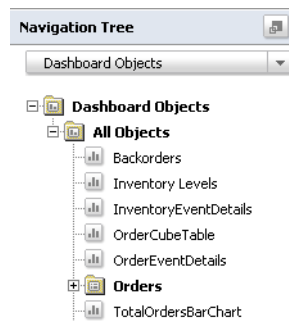 Navigation Tree
Dashboard Objects
Dashboard Objects
All Objects
Backorders
Inventory Levels
InventoryEventDetails
OrderCubeTable
OrderEventDetails
Orders
TotalOrdersBarChart